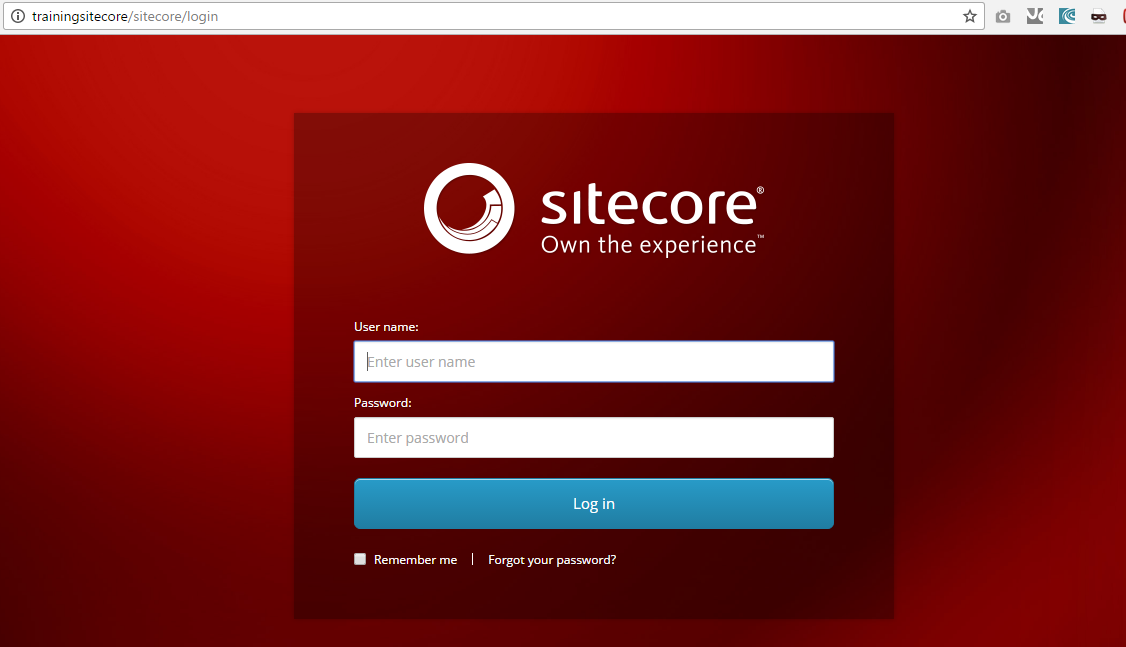 trainingsitecore/sitecore/login
sitecore®
Own the experience™
User name:
Enter user name
Password:
Enter password
Log in
Remember me | Forgot your password?